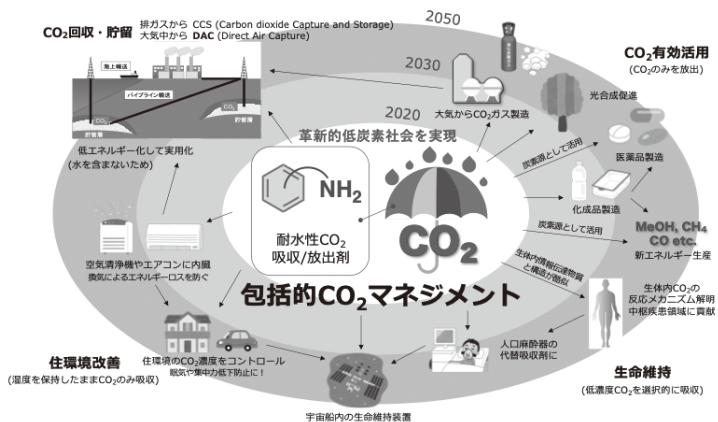 CO₂回収・貯留
排ガスから CCS (Carbon dioxide Capture and Storage)
大気中から DAC (Direct Air Capture)
2050
2030
2020
海上輸送
パイプライン輸送
CO₂
CO₂
貯留層
貯留層
低エネルギー化して実用化
(水を含まないため)
CO₂有効活用
(CO₂のみを放出)
大気からCO₂ガス製造
光合成促進
炭素源として活用
医薬品製造
化成品製造
炭素源として活用
MeOH, CH₄
CO etc.
新エネルギー生産
革新的低炭素社会を実現
NH₂
耐水性CO₂
吸収/放出剤
CO₂
包括的CO₂マネジメント
空気清浄機やエアコンに内臓
換気によるエネルギーロスを防ぐ
生体内情報伝達物質
と構造が酷似
生体内CO₂の
反応メカニズム解明
中枢疾患領域に貢献
人口麻酔器の
代替吸収剤に
生命維持
(低濃度CO₂を選択的に吸収)
住環境改善
(湿度を保持したままCO₂のみ吸収)
住環境のCO₂濃度をコントロール
眠気や集中力低下防止に！
宇宙船内の生命維持装置